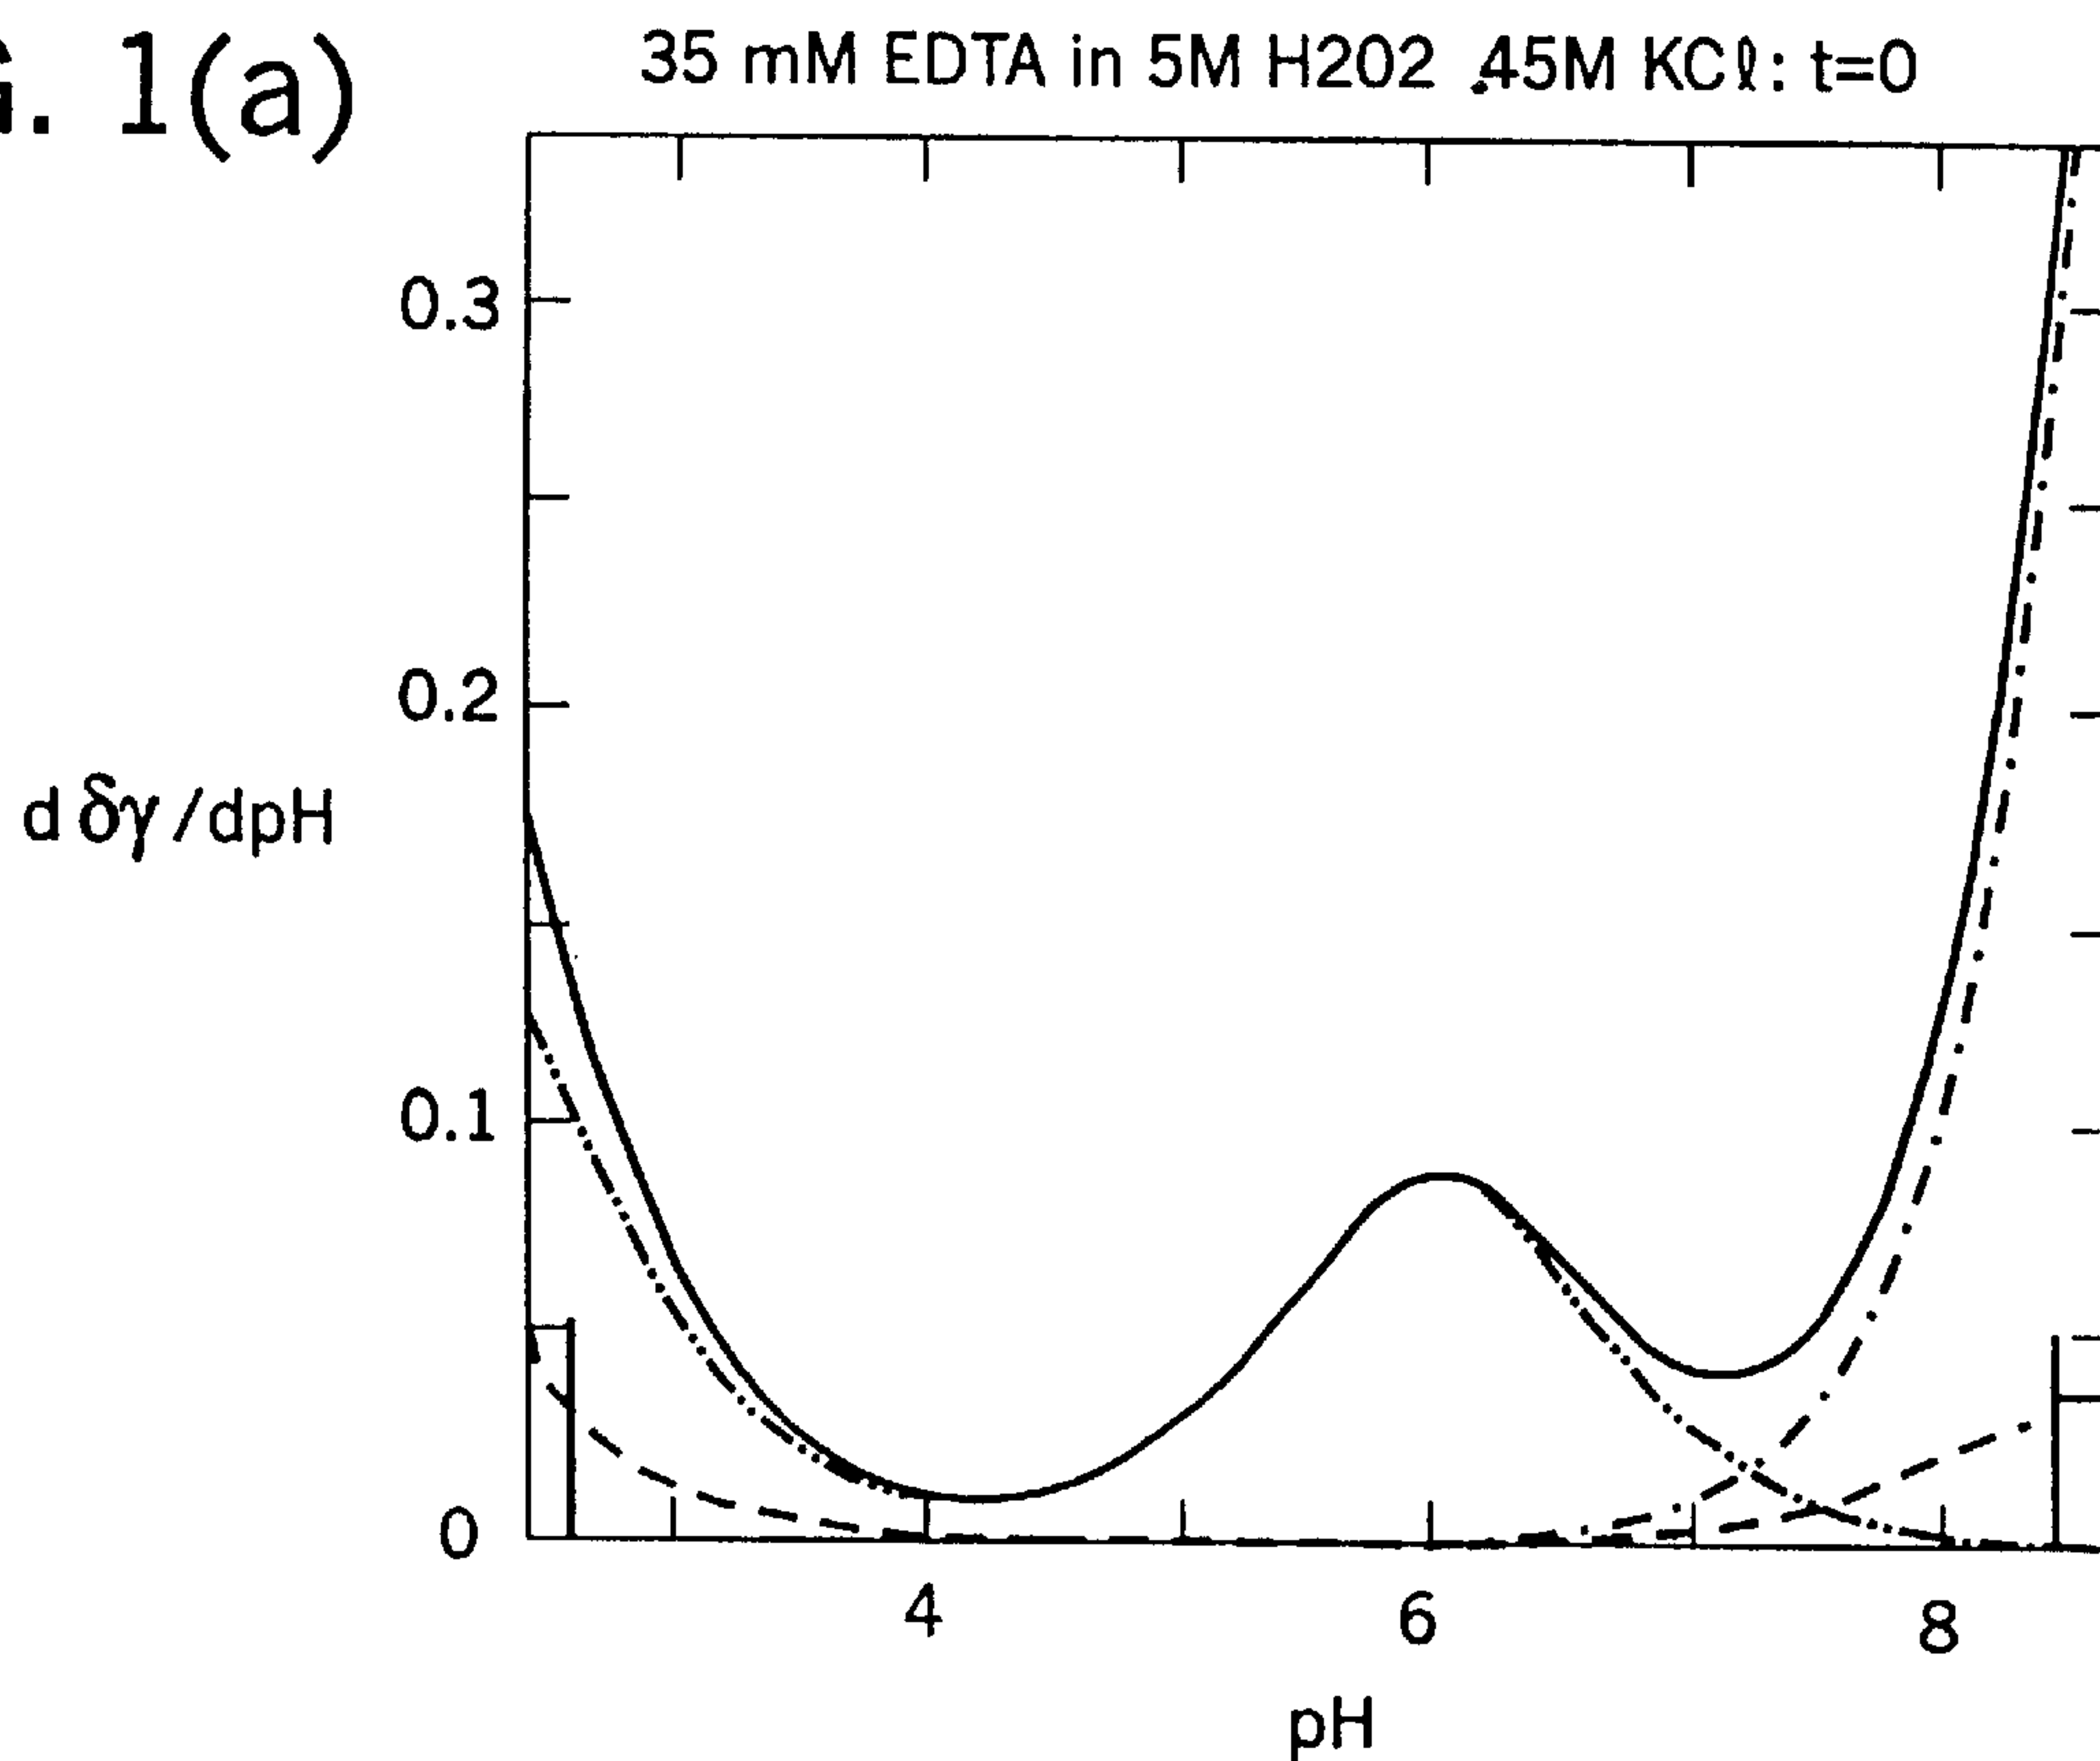 . 1(a)
35 mM EDTA in 5M H2O2 .45M KCℓ: t=0
0.3
0.2
d δγ/dpH
0.1
0
4 6 8
pH